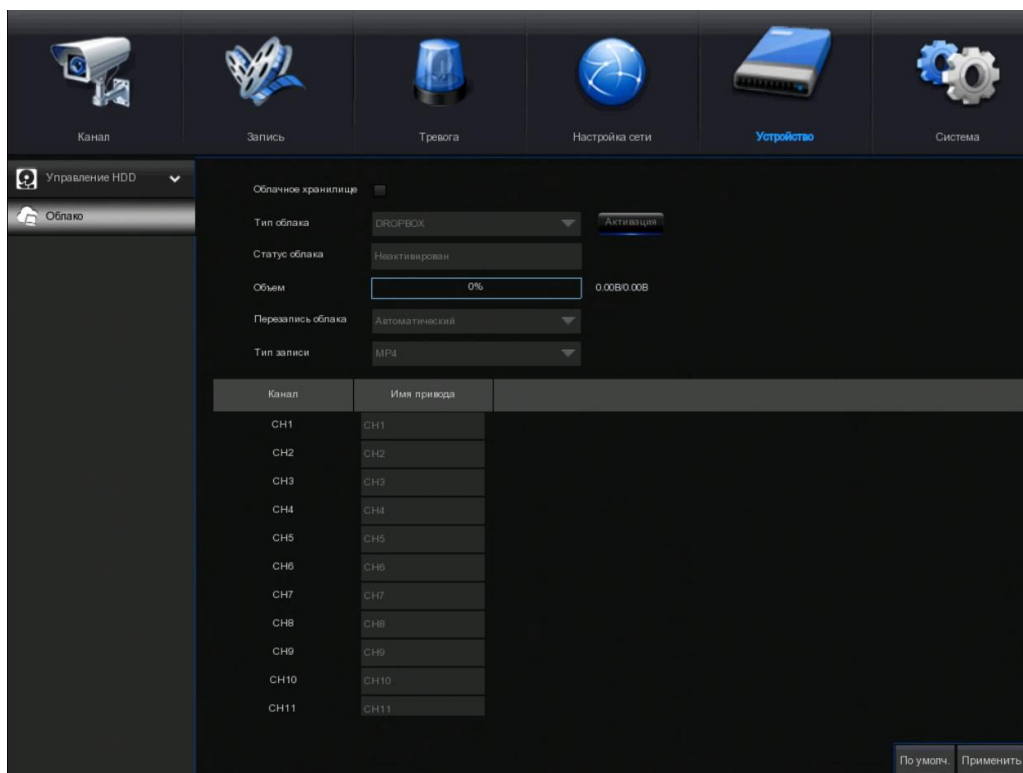 Канал Запись Тревога Настройка сети Устройство Система
Управление HDD
Облако
Облачное хранилище
Тип облака DROPBOX Активация
Статус облака Неактивирован
Объем 0% 0.00B/0.00B
Перезапись облака Автоматический
Тип записи MP4
Канал Имя привода
CH1 CH1
CH2 CH2
CH3 CH3
CH4 CH4
CH5 CH5
CH6 CH6
CH7 CH7
CH8 CH8
CH9 CH9
CH10 CH10
CH11 CH11
По умолч. Применить